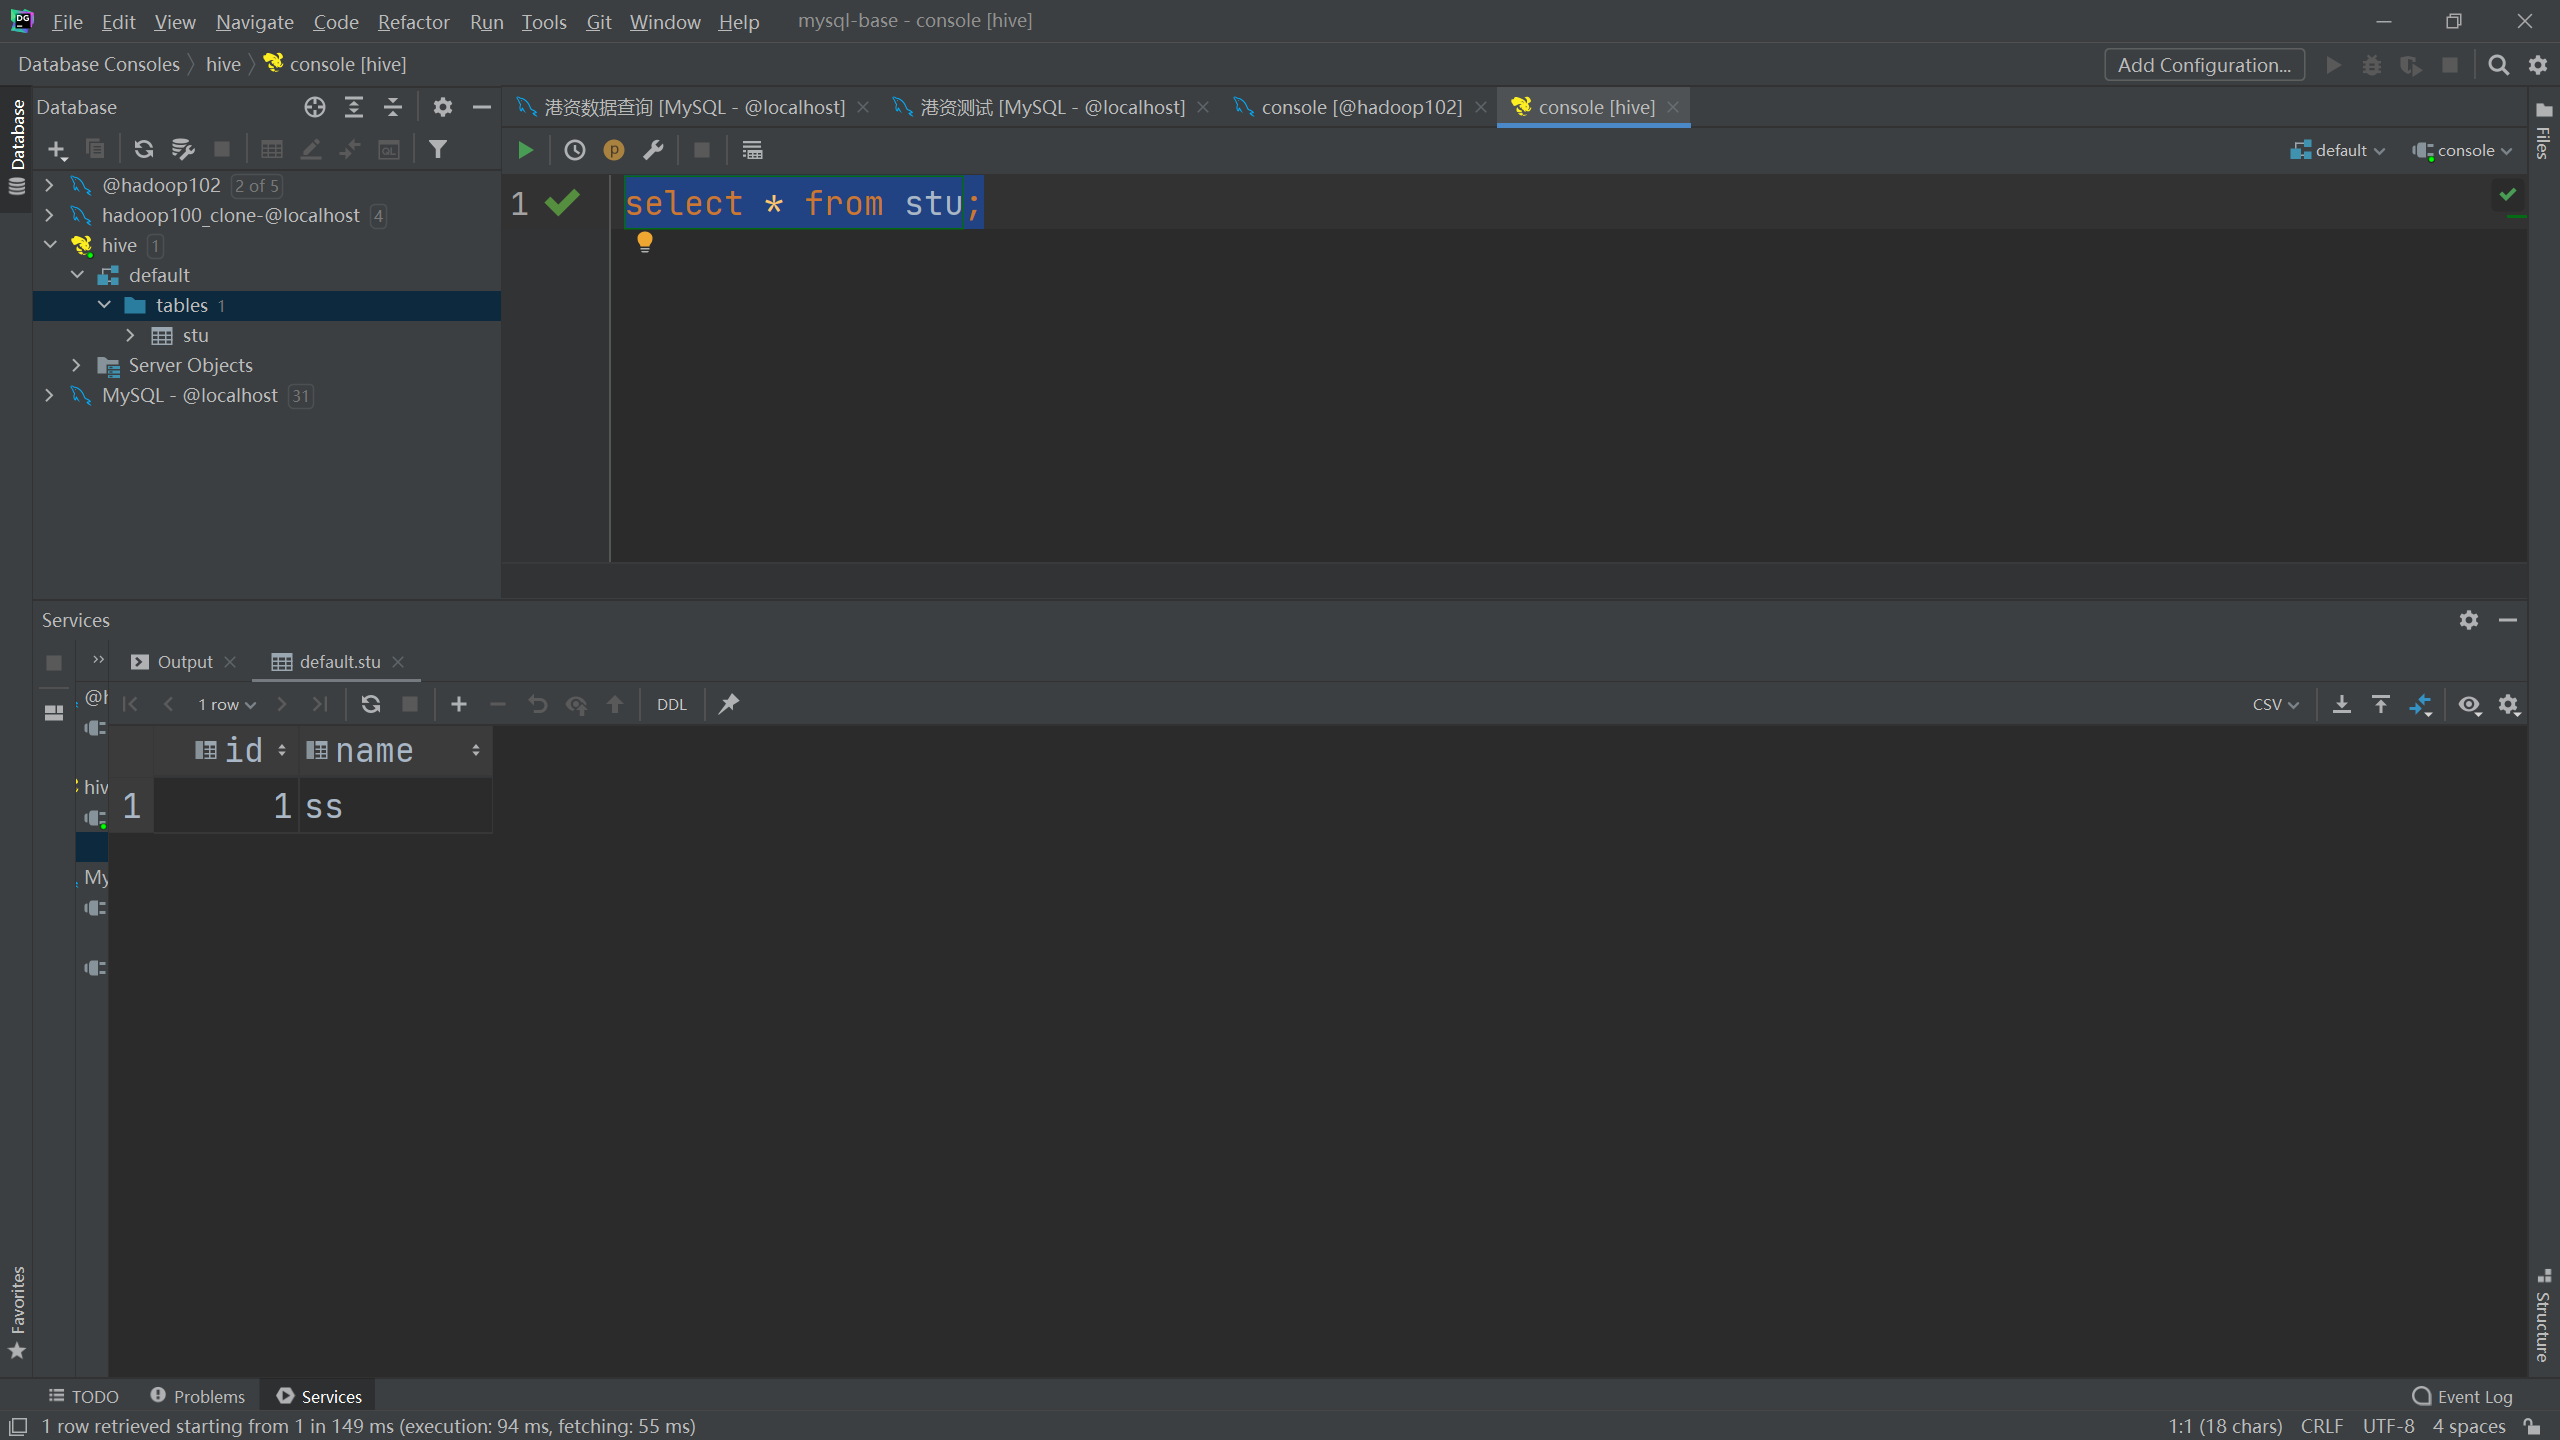 File Edit View Navigate Code Refactor Run Tools Git Window Help mysql-base - console [hive]
Database Consoles hive console [hive] Add Configuration...
Database
港资数据查询 [MySQL - @localhost] 港资测试 [MySQL - @localhost] console [@hadoop102] console [hive]
default console
Database
Files
@hadoop102 2 of 5
hadoop100_clone-@localhost 4
hive 1
default
tables 1
stu
Server Objects
MySQL - @localhost 31
1 select * from stu;
Services
Output default.stu
1 row DDL CSV
@h
hiv
My
id name
1 1 ss
Favorites
Structure
TODO Problems Services Event Log
1 row retrieved starting from 1 in 149 ms (execution: 94 ms, fetching: 55 ms) 1:1 (18 chars) CRLF UTF-8 4 spaces